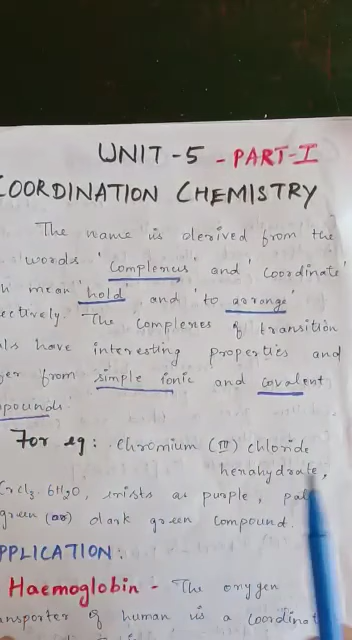 UNIT-5 - PART-I
COORDINATION CHEMISTRY
The name is derived from the
words 'Complexus' and 'Coordinate'
mean 'hold' and 'to arrange'
ectively. The Complexes of transition
als have interesting properties and
er from simple ionic and covalent
pounds.
For eg: Chromium (III) chloride
hexahydrate,
CrCl3.6H2O, exists as purple, pal
green (or) dark green compound.
PPLICATION:
Haemoglobin - The oxygen
ansporter of human is a coordinat